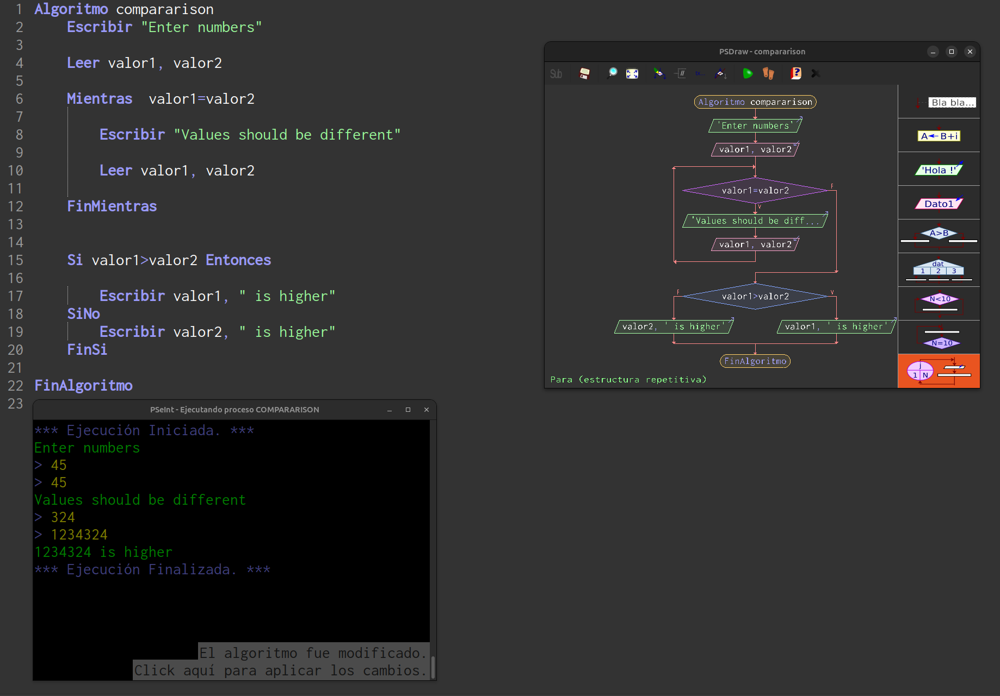 1 Algoritmo compararison
2 Escribir "Enter numbers"
3
4 Leer valor1, valor2
5
6 Mientras  valor1=valor2
7
8 Escribir "Values should be different"
9
10 Leer valor1, valor2
11
12 FinMientras
13
14
15 Si valor1>valor2 Entonces
16
17 Escribir valor1, " is higher"
18 SiNo
19 Escribir valor2, " is higher"
20 FinSi
21
22 FinAlgoritmo
23
PSDraw - compararison
Sub // tx... ?
Algoritmo compararison
'Enter numbers'
valor1, valor2
valor1=valor2
F
V
'Values should be diff...
valor1, valor2
valor1>valor2
F
V
valor2, ' is higher'
valor1, ' is higher'
FinAlgoritmo
Para (estructura repetitiva)
Bla bla...
A←B+i
'Hola !'
Dato1
A>B
dat
1 2 3
N<10
N=10
j
1 N
PSeInt - Ejecutando proceso COMPARARISON
*** Ejecución Iniciada. ***
Enter numbers
> 45
> 45
Values should be different
> 324
> 1234324
1234324 is higher
*** Ejecución Finalizada. ***
El algoritmo fue modificado.
Click aquí para aplicar los cambios.